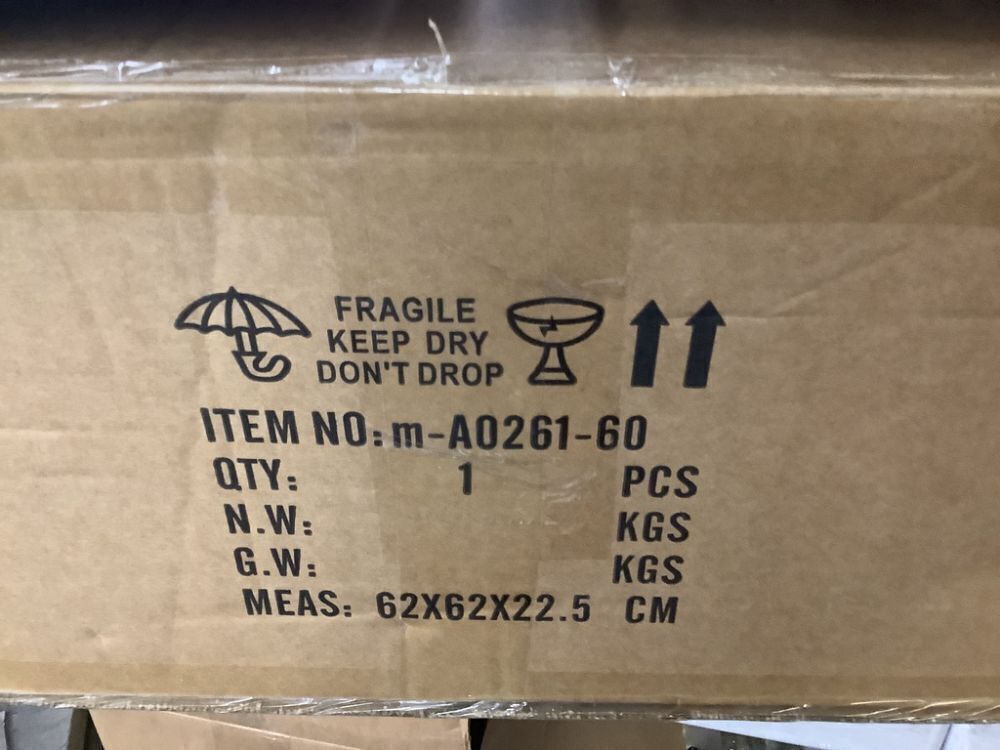 FRAGILE
KEEP DRY
DON'T DROP
ITEM NO: m-A0261-60
QTY: 1 PCS
N.W: KGS
G.W: KGS
MEAS: 62X62X22.5 CM